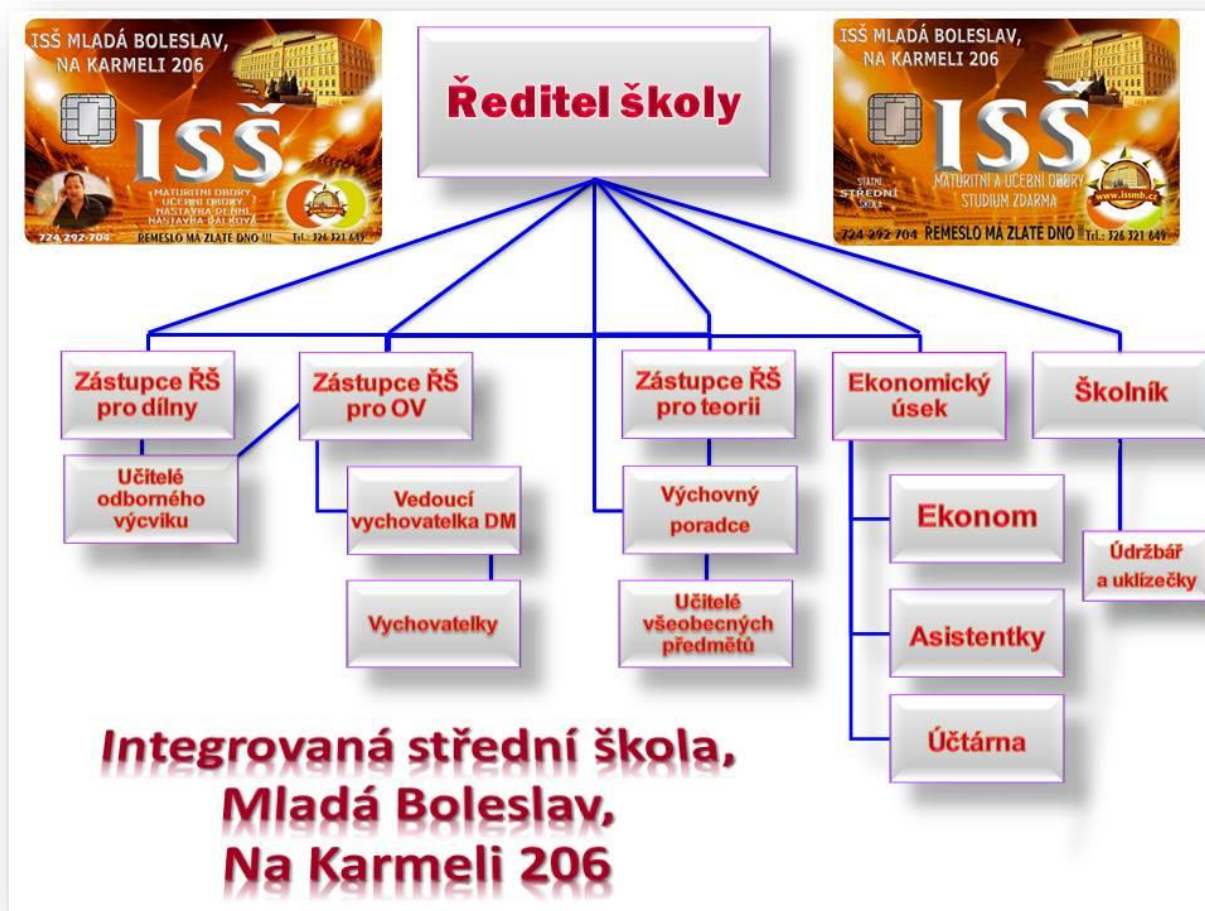 ISŠ MLADÁ BOLESLAV,
NA KARMELI 206
ISŠ
MATURITNÍ OBORY
UČEBNÍ OBORY
NÁSTAVBA DENNÍ
NÁSTAVBA DÁLKOVÁ
www.issmb.cz
724 292 704 ŘEMESLO MÁ ZLATÉ DNO !!! Tel.: 326 321 649
Ředitel školy
ISŠ MLADÁ BOLESLAV,
NA KARMELI 206
ISŠ
STÁTNÍ
STŘEDNÍ
ŠKOLA
MATURITNÍ A UČEBNÍ OBORY
STUDIUM ZDARMA
www.issmb.cz
724 292 704 ŘEMESLO MÁ ZLATÉ DNO !!! Tel.: 326 321 649
Zástupce ŘŠ
pro dílny
Zástupce ŘŠ
pro OV
Zástupce ŘŠ
pro teorii
Ekonomický
úsek
Školník
Učitelé
odborného
výcviku
Vedoucí
vychovatelka DM
Výchovný
poradce
Ekonom
Údržbář
a uklízečky
Vychovatelky
Učitelé
všeobecných
předmětů
Asistentky
Účtárna
Integrovaná střední škola,
Mladá Boleslav,
Na Karmeli 206